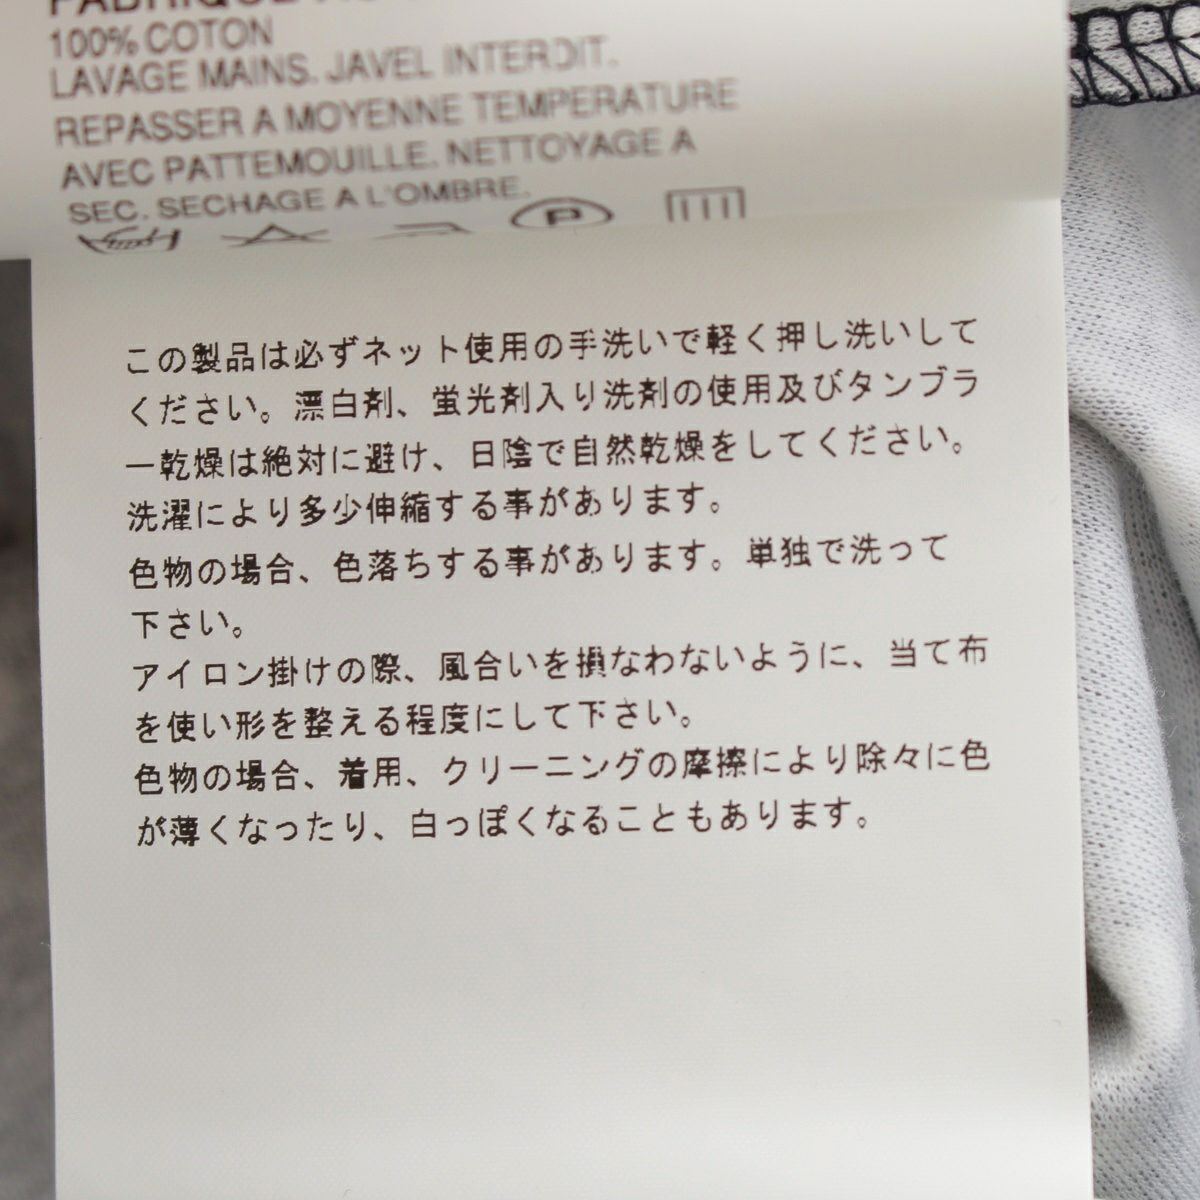 100% COTON
LAVAGE MAINS. JAVEL INTERDIT.
REPASSER A MOYENNE TEMPERATURE
AVEC PATTEMOUILLE. NETTOYAGE A
SEC. SECHAGE A L'OMBRE.
P
この製品は必ずネット使用の手洗いで軽く押し洗いして
ください。漂白剤、蛍光剤入り洗剤の使用及びタンブラ
ー乾燥は絶対に避け、日陰で自然乾燥をしてください。
洗濯により多少伸縮する事があります。
色物の場合、色落ちする事があります。単独で洗って
下さい。
アイロン掛けの際、風合いを損なわないように、当て布
を使い形を整える程度にして下さい。
色物の場合、着用、クリーニングの摩擦により除々に色
が薄くなったり、白っぽくなることもあります。